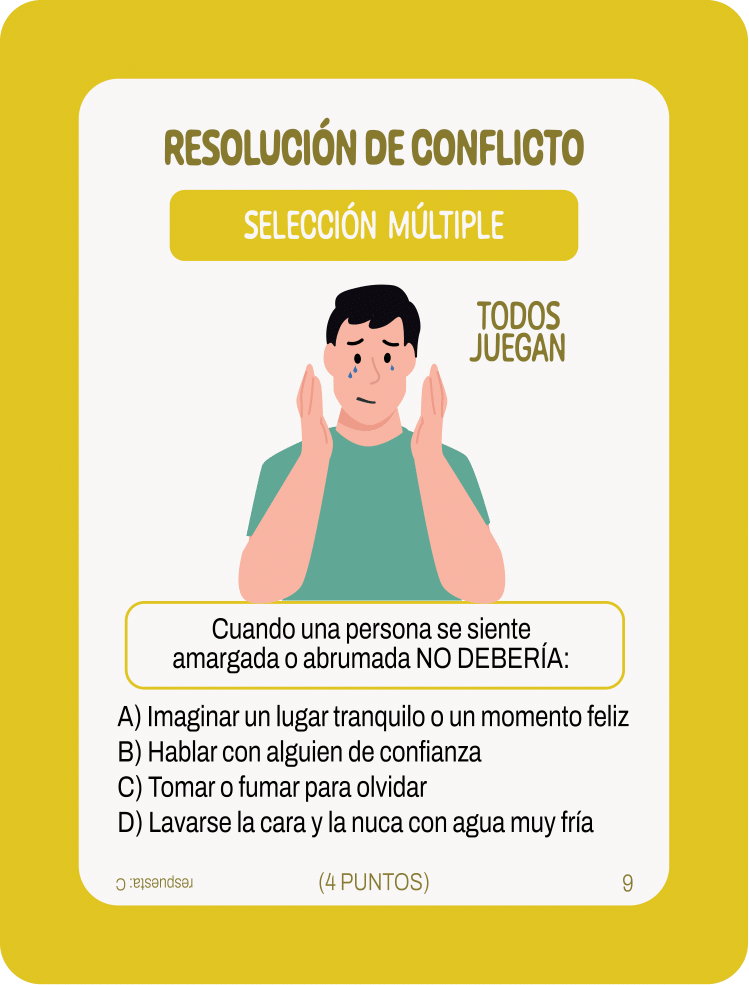 RESOLUCIÓN DE CONFLICTO
SELECCIÓN MÚLTIPLE
TODOS
JUEGAN
Cuando una persona se siente
amargada o abrumada NO DEBERÍA:
A) Imaginar un lugar tranquilo o un momento feliz
B) Hablar con alguien de confianza
C) Tomar o fumar para olvidar
D) Lavarse la cara y la nuca con agua muy fría
respuesta: C
(4 PUNTOS)
9